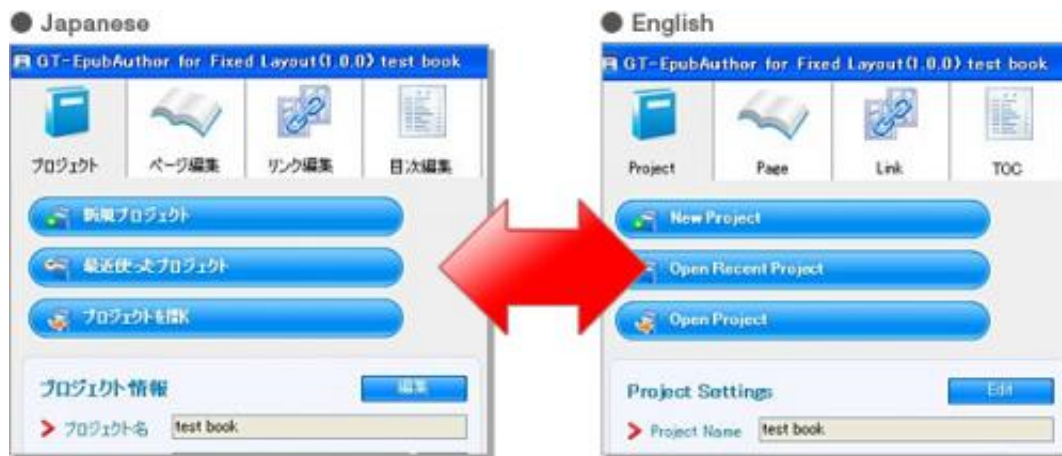 Japanese
GT-EpubAuthor for Fixed Layout(1.0.0) test book
プロジェクト
ページ編集
リンク編集
目次編集
新規プロジェクト
最近使ったプロジェクト
プロジェクトを開く
プロジェクト情報
編集
プロジェクト名
test book
English
GT-EpubAuthor for Fixed Layout(1.0.0) test book
Project
Page
Link
TOC
New Project
Open Recent Project
Open Project
Project Settings
Edit
Project Name
test book